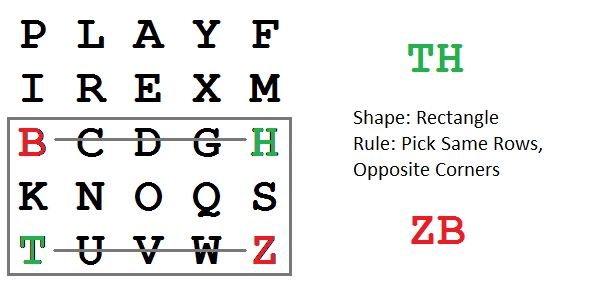 P L A Y F
I R E X M
B C D G H
K N O Q S
T U V W Z
TH
Shape: Rectangle
Rule: Pick Same Rows,
Opposite Corners
ZB